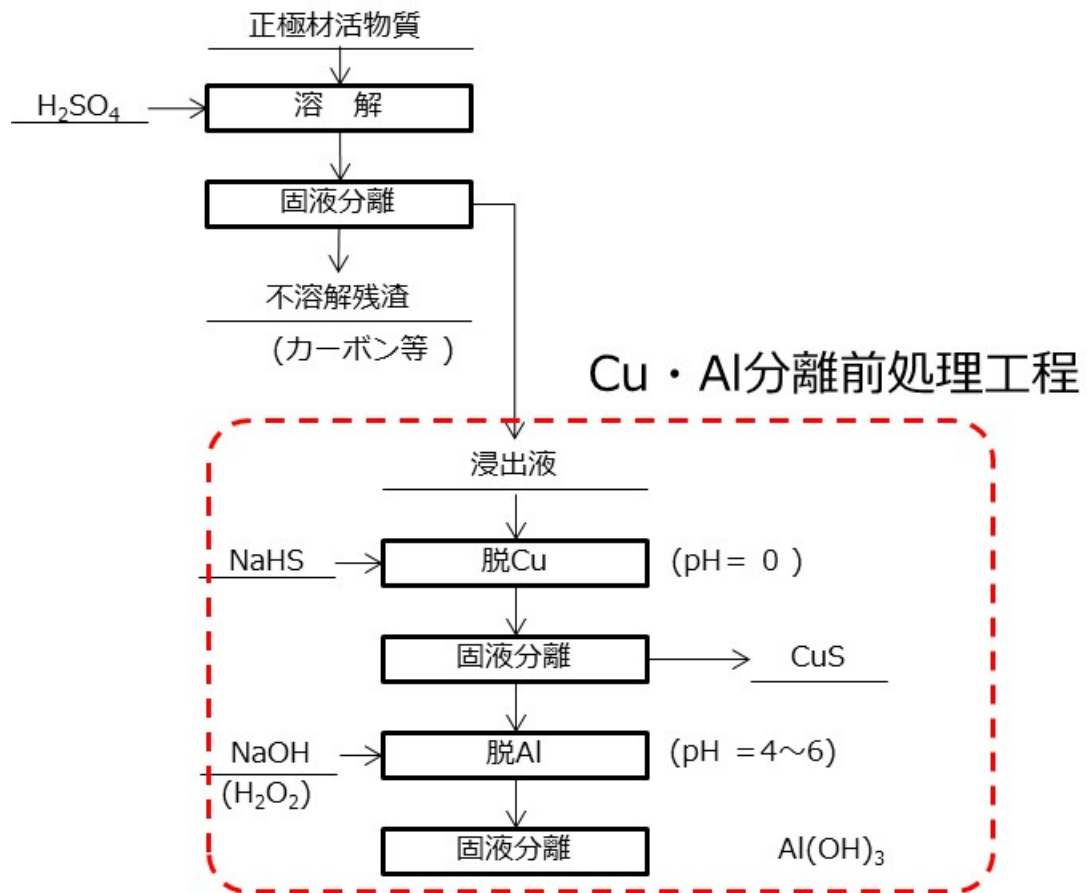 正極材活物質
H₂SO₄
溶 解
固液分離
不溶解残渣
(カーボン等 )
Cu・Al分離前処理工程
浸出液
NaHS
脱Cu
(pH= 0 )
固液分離
CuS
NaOH
脱Al
(pH =4~6)
(H₂O₂)
固液分離
Al(OH)₃